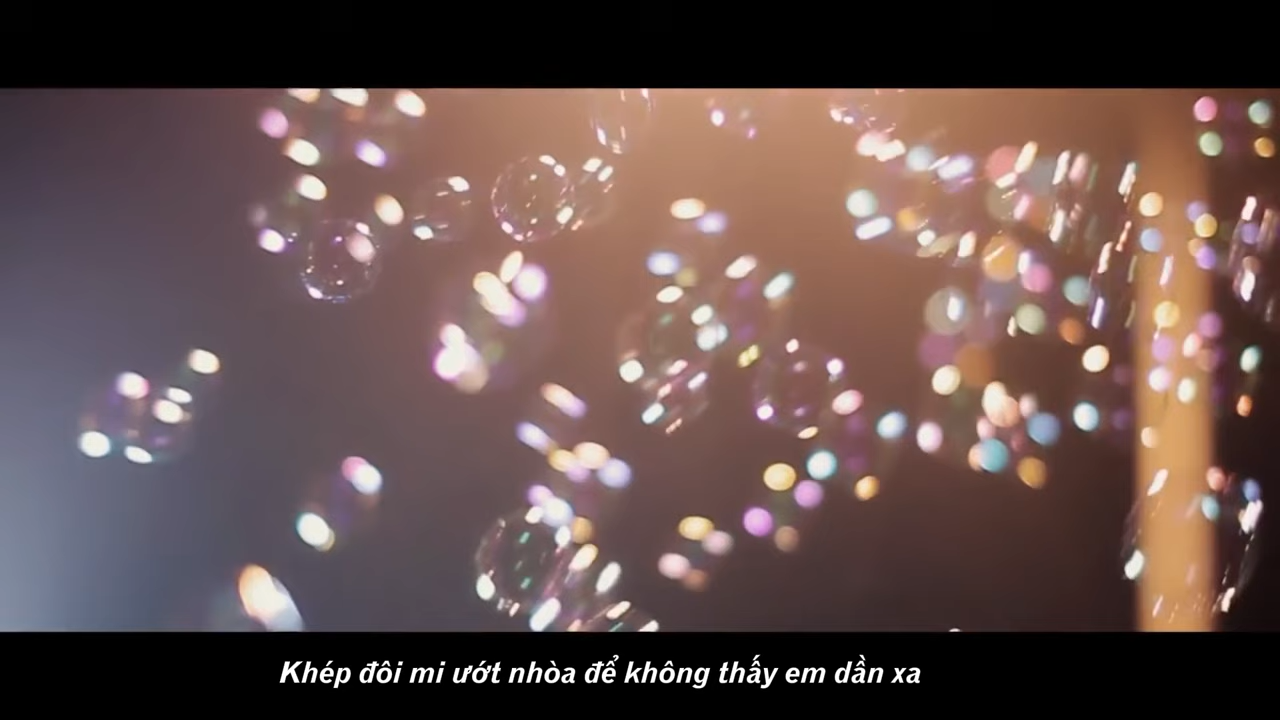 Khép đôi mi ướt nhòa để không thấy em dần xa